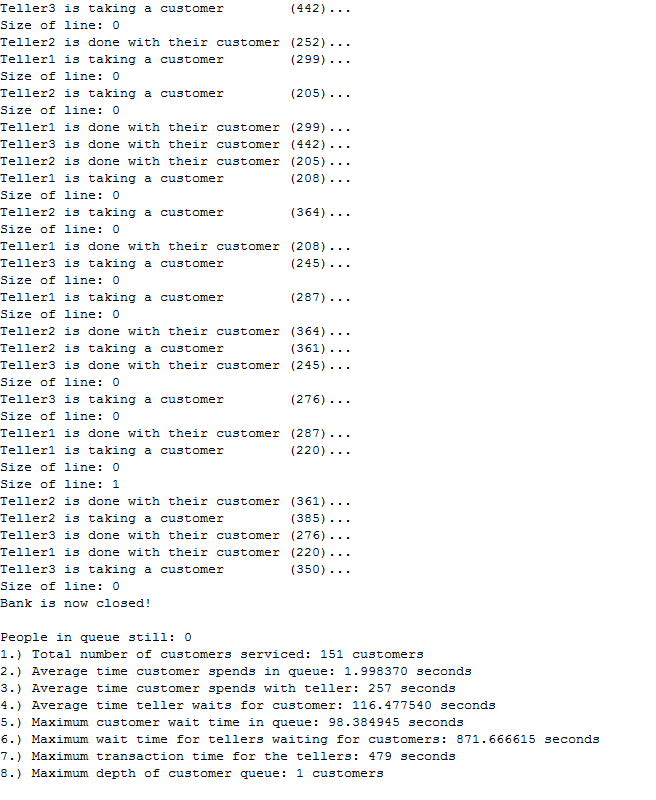 Teller3 is taking a customer        (442)...
Size of line: 0
Teller2 is done with their customer (252)...
Teller1 is taking a customer        (299)...
Size of line: 0
Teller2 is taking a customer        (205)...
Size of line: 0
Teller1 is done with their customer (299)...
Teller3 is done with their customer (442)...
Teller2 is done with their customer (205)...
Teller1 is taking a customer        (208)...
Size of line: 0
Teller2 is taking a customer        (364)...
Size of line: 0
Teller1 is done with their customer (208)...
Teller3 is taking a customer        (245)...
Size of line: 0
Teller1 is taking a customer        (287)...
Size of line: 0
Teller2 is done with their customer (364)...
Teller2 is taking a customer        (361)...
Teller3 is done with their customer (245)...
Size of line: 0
Teller3 is taking a customer        (276)...
Size of line: 0
Teller1 is done with their customer (287)...
Teller1 is taking a customer        (220)...
Size of line: 0
Size of line: 1
Teller2 is done with their customer (361)...
Teller2 is taking a customer        (385)...
Teller3 is done with their customer (276)...
Teller1 is done with their customer (220)...
Teller3 is taking a customer        (350)...
Size of line: 0
Bank is now closed!

People in queue still: 0
1.) Total number of customers serviced: 151 customers
2.) Average time customer spends in queue: 1.998370 seconds
3.) Average time customer spends with teller: 257 seconds
4.) Average time teller waits for customer: 116.477540 seconds
5.) Maximum customer wait time in queue: 98.384945 seconds
6.) Maximum wait time for tellers waiting for customers: 871.666615 seconds
7.) Maximum transaction time for the tellers: 479 seconds
8.) Maximum depth of customer queue: 1 customers